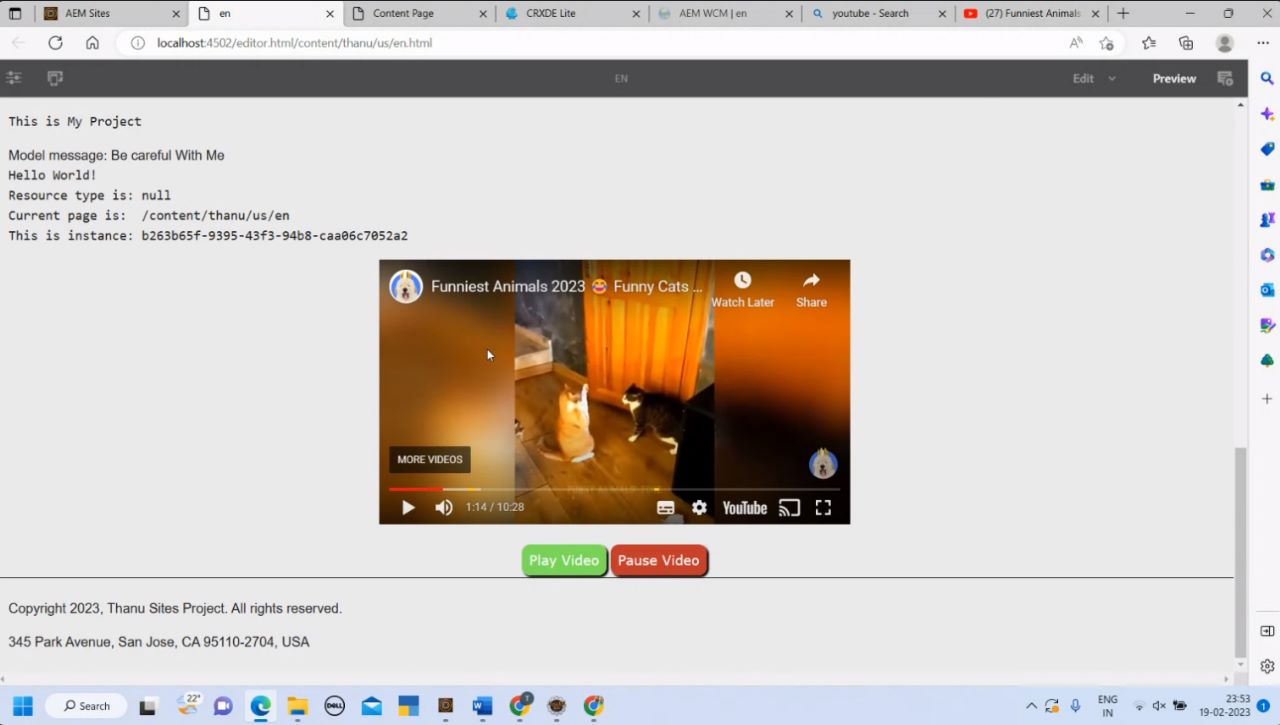 AEM Sites
en
Content Page
CRXDE Lite
AEM WCM | en
youtube - Search
(27) Funniest Animals
localhost:4502/editor.html/content/thanu/us/en.html
EN
Edit
Preview
This is My Project
Model message: Be careful With Me
Hello World!
Resource type is: null
Current page is: /content/thanu/us/en
This is instance: b263b65f-9395-43f3-94b8-caa06c7052a2
Funniest Animals 2023 😂 Funny Cats ...
Watch Later
Share
MORE VIDEOS
1:14 / 10:28
YouTube
Play Video
Pause Video
Copyright 2023, Thanu Sites Project. All rights reserved.
345 Park Avenue, San Jose, CA 95110-2704, USA
22°
Search
DELL
ENG
IN
23:53
19-02-2023
1